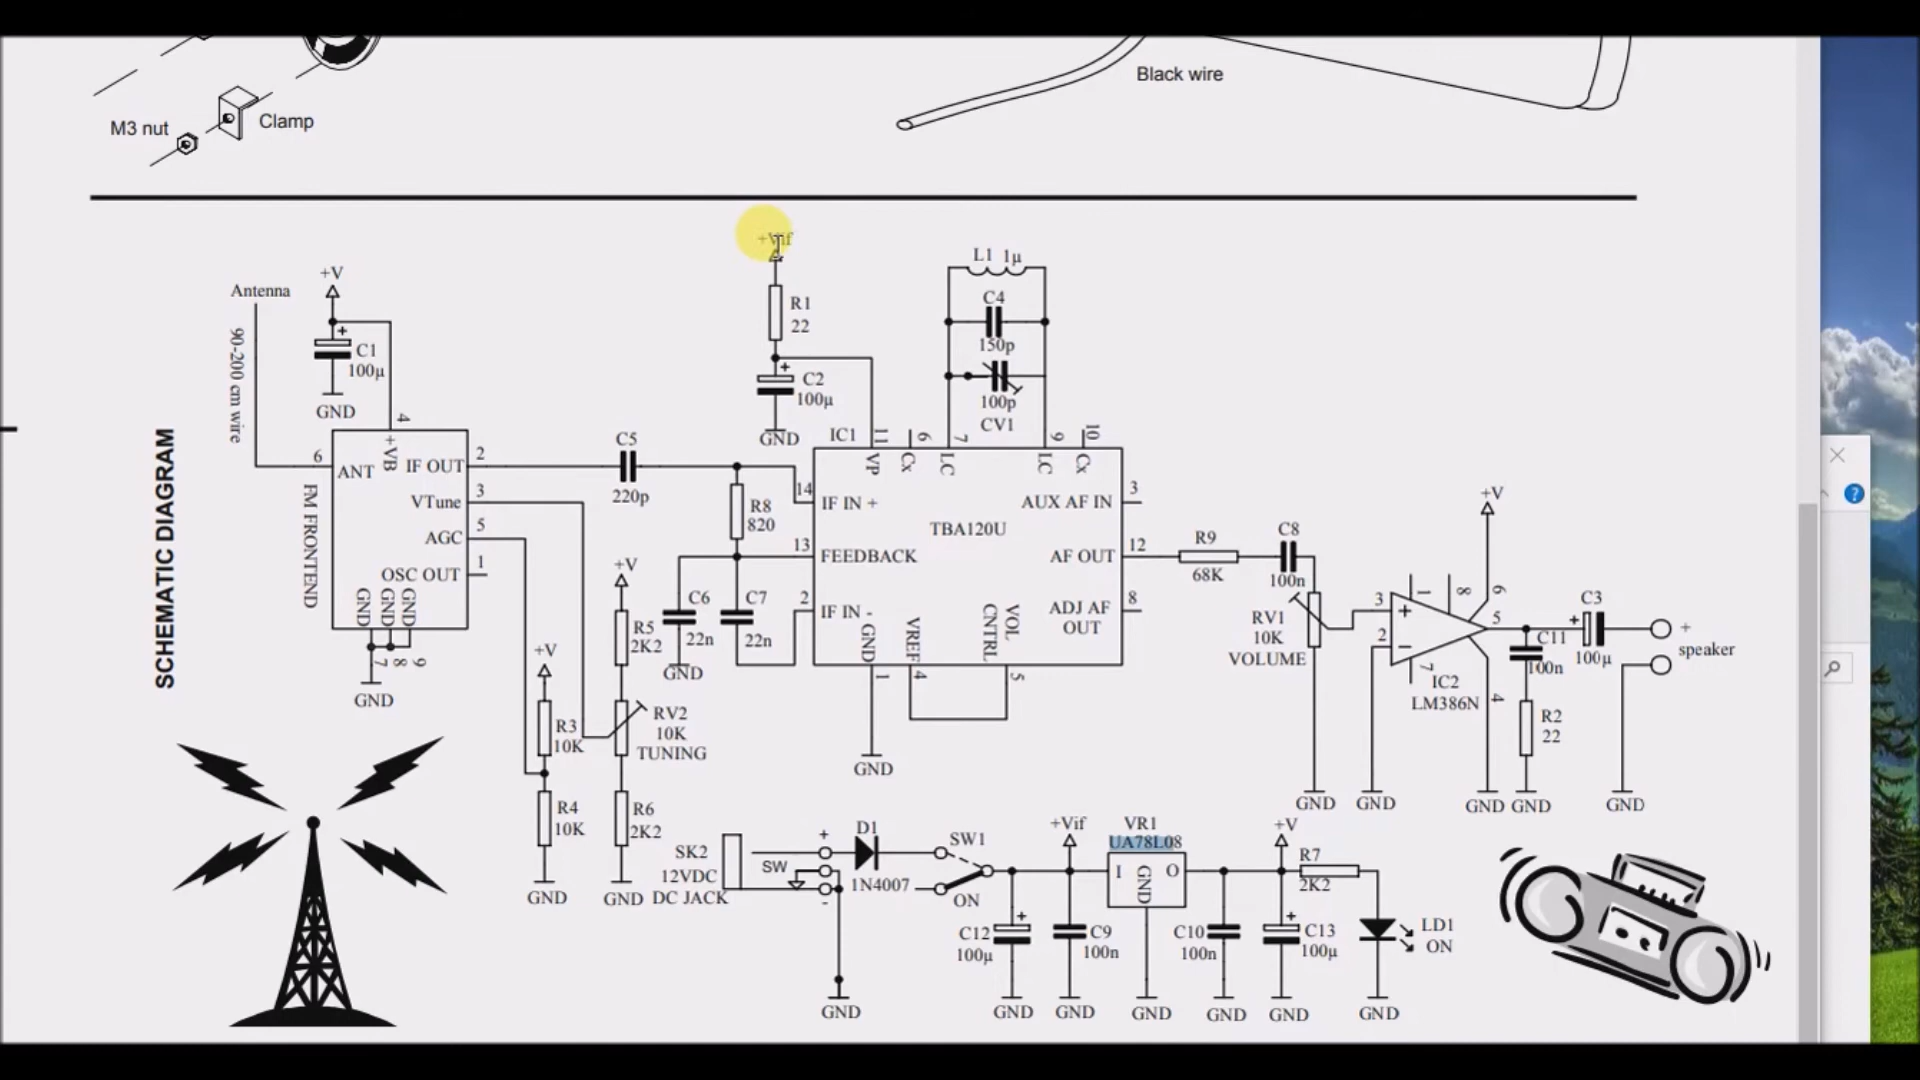 Black wire
M3 nut
Clamp
SCHEMATIC DIAGRAM
Antenna
90-200 cm wire
+V
+
C1
100µ
GND
4
6
ANT
+VB
IF OUT
2
VTune
3
AGC
5
OSC OUT
1
GND
GND
GND
7
8
9
GND
FM FRONTEND
+V
R3
10K
R4
10K
GND
+V
R5
2K2
RV2
10K
TUNING
R6
2K2
GND
C5
220p
R8
820
C6
22n
GND
C7
22n
+Vif
R1
22
+
C2
100µ
GND
L1 1µ
C4
150p
100p
CV1
IC1
11
6
7
9
10
VP
Cx
LC
LC
Cx
14
IF IN +
TBA120U
13
FEEDBACK
2
IF IN -
GND
VREF
VOL
CNTRL
1
4
5
GND
AUX AF IN
3
AF OUT
12
ADJ AF
OUT
8
R9
68K
C8
100n
RV1
10K
VOLUME
GND
3
+
2
-
1
8
7
6
5
4
+V
IC2
LM386N
GND
GND
C11
100n
R2
22
GND
C3
+
100µ
+
speaker
GND
SK2
12VDC
DC JACK
SW
+
-
D1
1N4007
SW1
ON
GND
+
C12
100µ
GND
+Vif
C9
100n
GND
VR1
UA78L08
I
O
GND
GND
C10
100n
GND
+V
+
C13
100µ
GND
R7
2K2
LD1
ON
GND
?